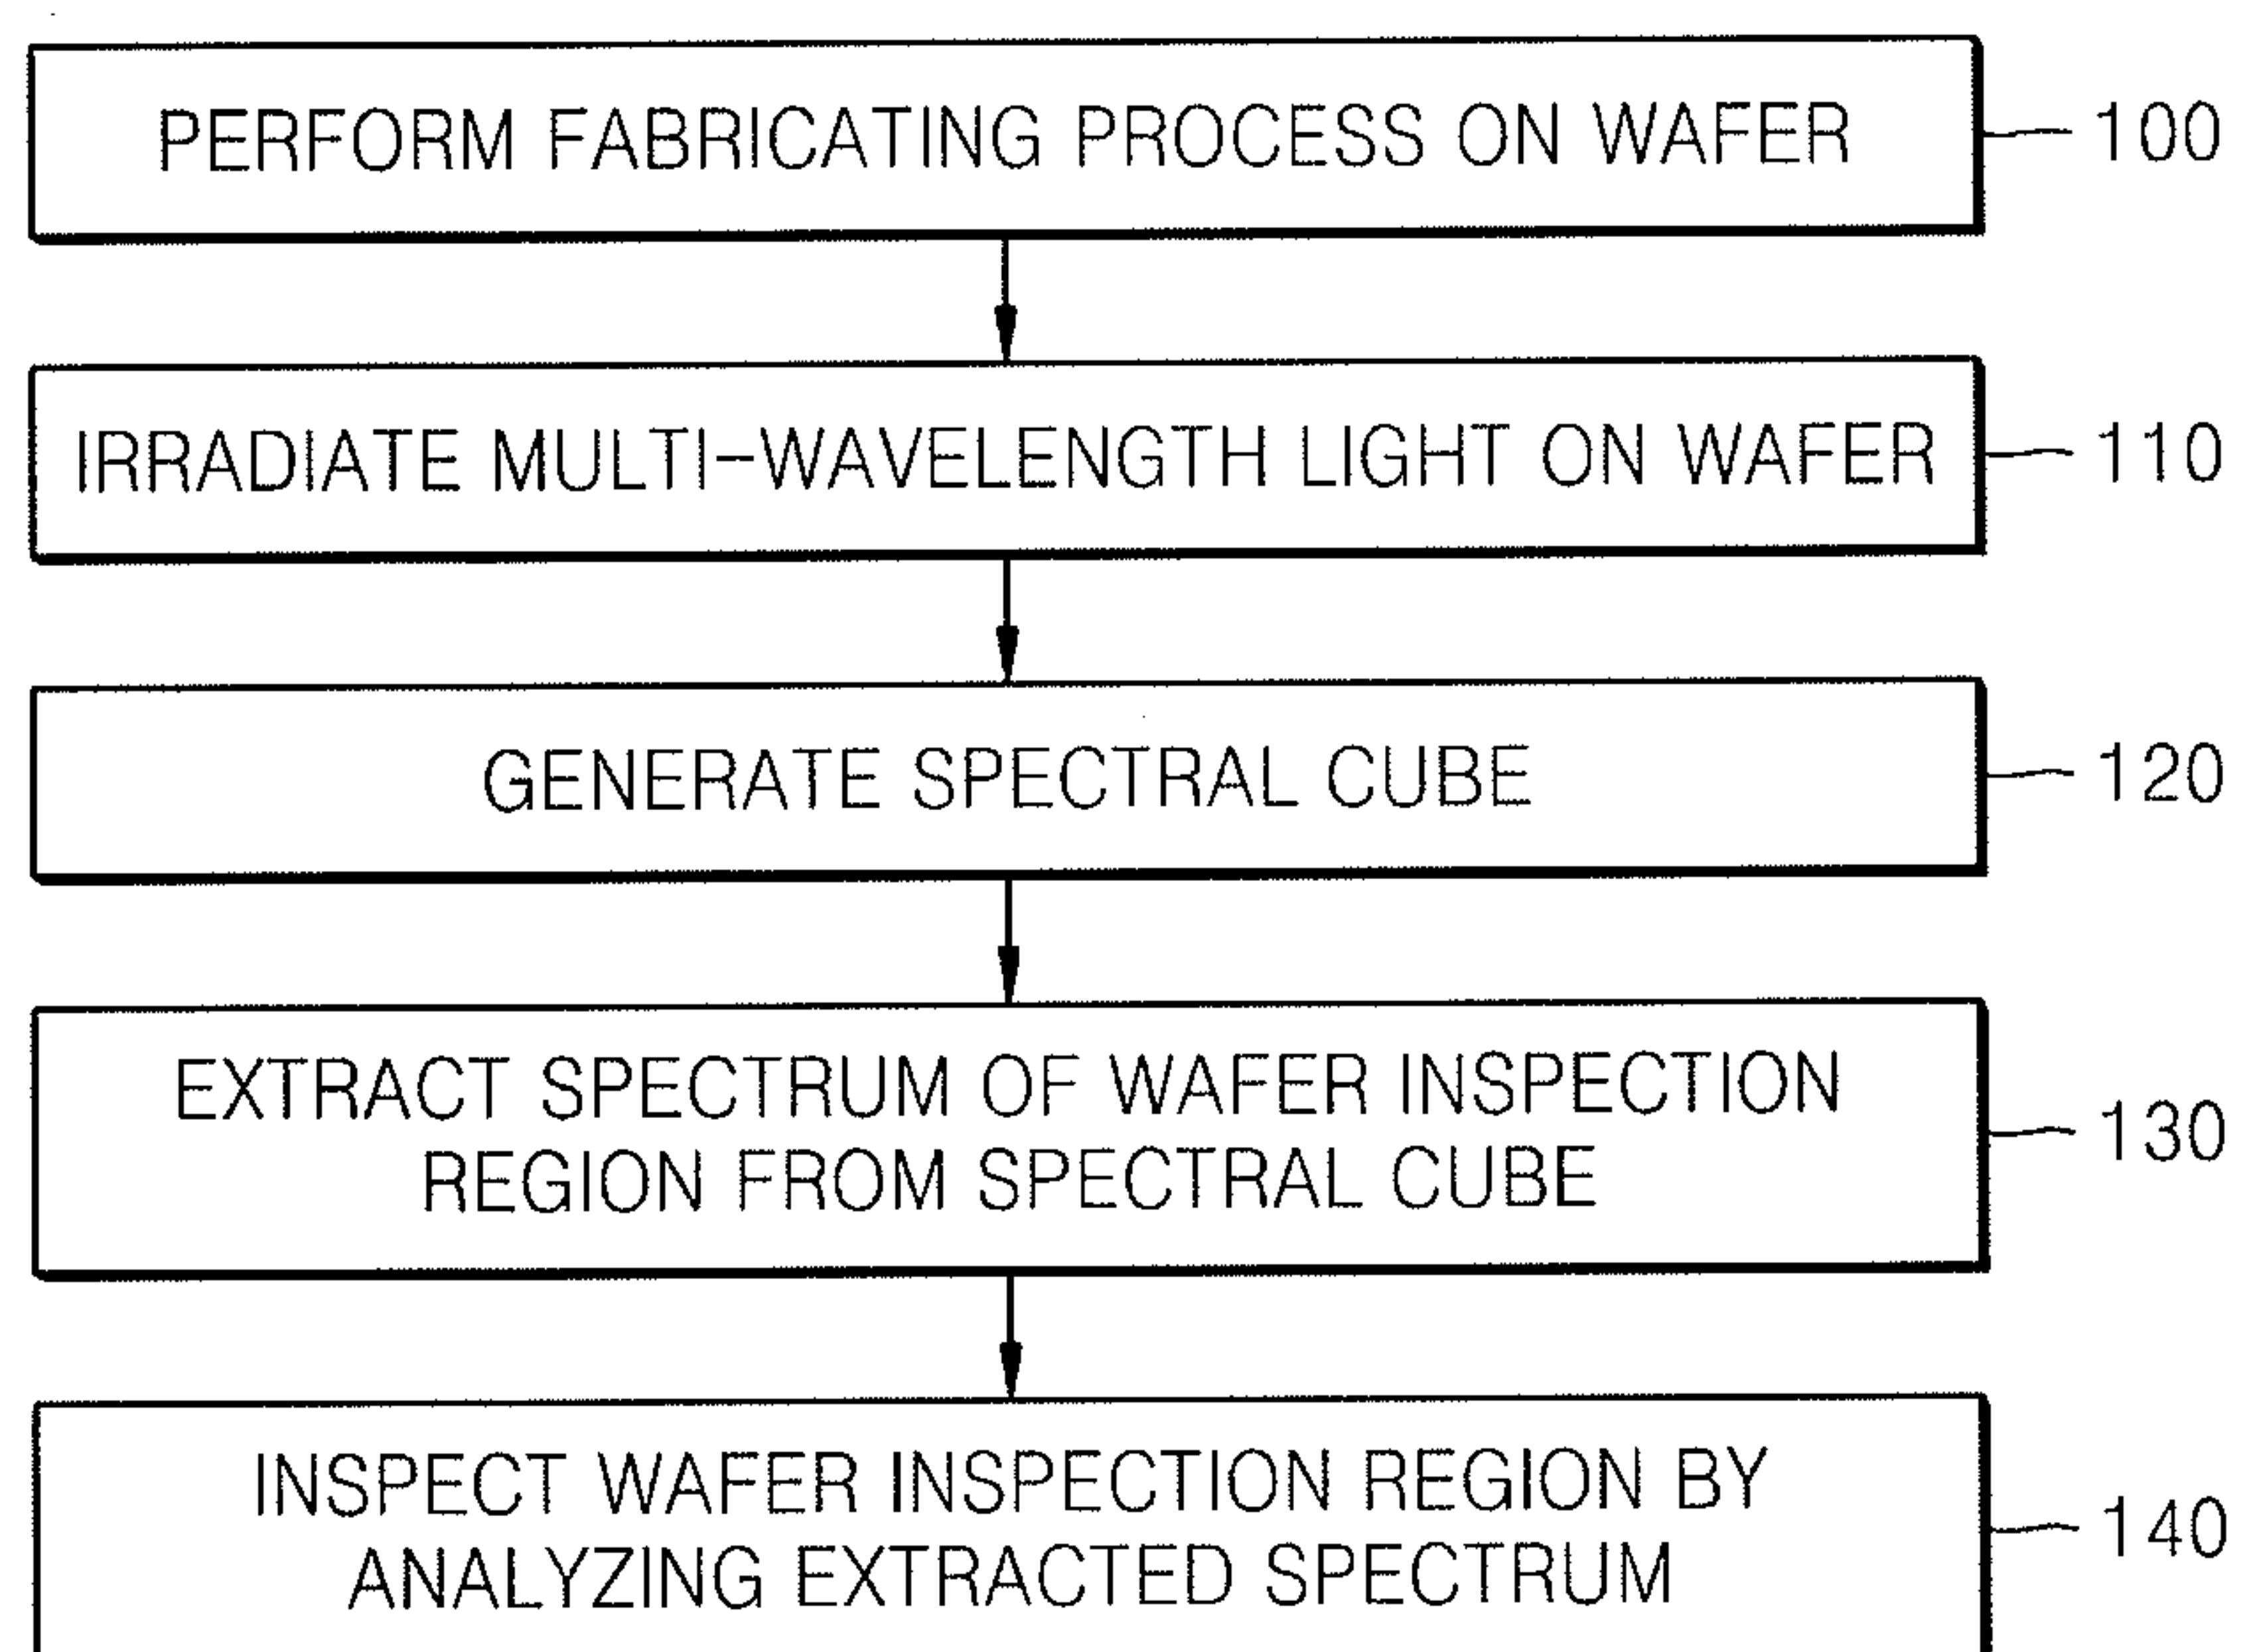 PERFORM FABRICATING PROCESS ON WAFER
100
IRRADIATE MULTI-WAVELENGTH LIGHT ON WAFER
110
GENERATE SPECTRAL CUBE
120
EXTRACT SPECTRUM OF WAFER INSPECTION
REGION FROM SPECTRAL CUBE
130
INSPECT WAFER INSPECTION REGION BY
ANALYZING EXTRACTED SPECTRUM
140